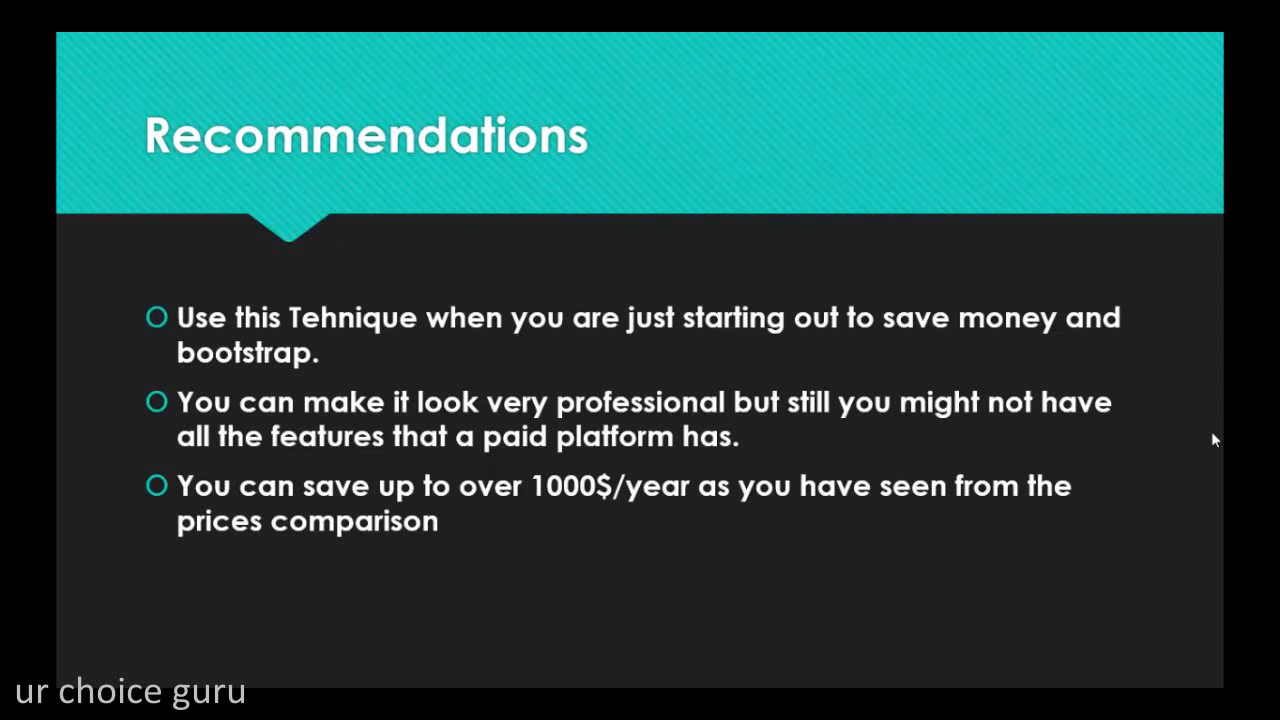 Recommendations
Use this Tehnique when you are just starting out to save money and
bootstrap.
You can make it look very professional but still you might not have
all the features that a paid platform has.
You can save up to over 1000$/year as you have seen from the
prices comparison
ur choice guru